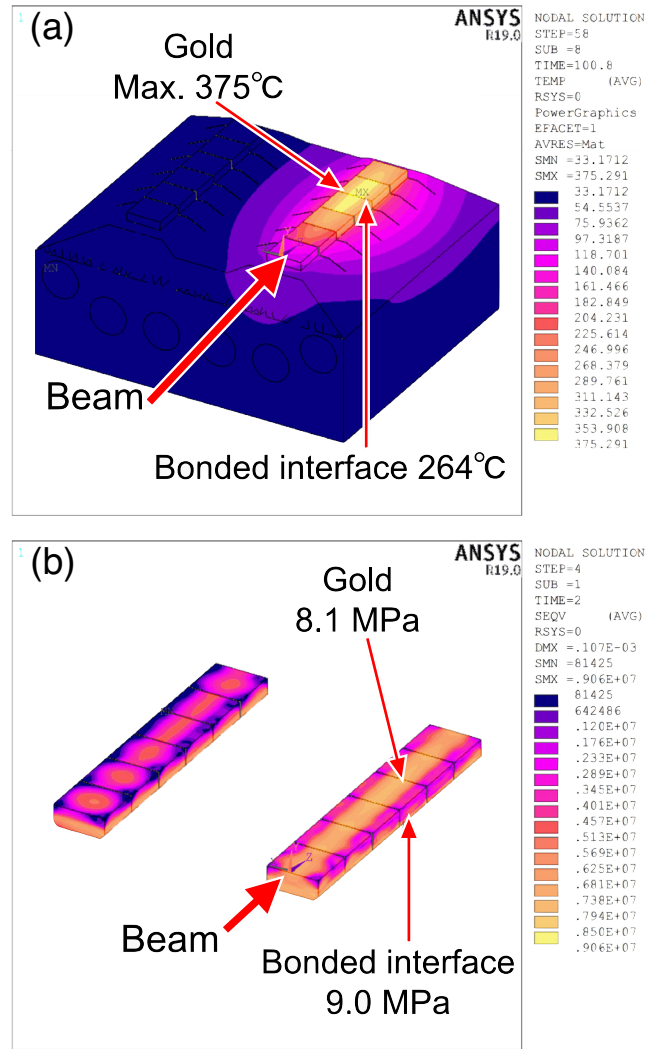 1
(a)
ANSYS
R19.0
Gold
Max. 375℃
MX
MN
Beam
Bonded interface 264℃
NODAL SOLUTION
STEP=58
SUB =8
TIME=100.8
TEMP (AVG)
RSYS=0
PowerGraphics
EFACET=1
AVRES=Mat
SMN =33.1712
SMX =375.291
33.1712
54.5537
75.9362
97.3187
118.701
140.084
161.466
182.849
204.231
225.614
246.996
268.379
289.761
311.143
332.526
353.908
375.291
1
(b)
ANSYS
R19.0
Gold
8.1 MPa
Z
Beam
Bonded interface
9.0 MPa
NODAL SOLUTION
STEP=4
SUB =1
TIME=2
SEQV (AVG)
RSYS=0
DMX =.107E-03
SMN =81425
SMX =.906E+07
81425
642486
.120E+07
.176E+07
.233E+07
.289E+07
.345E+07
.401E+07
.457E+07
.513E+07
.569E+07
.625E+07
.681E+07
.738E+07
.794E+07
.850E+07
.906E+07